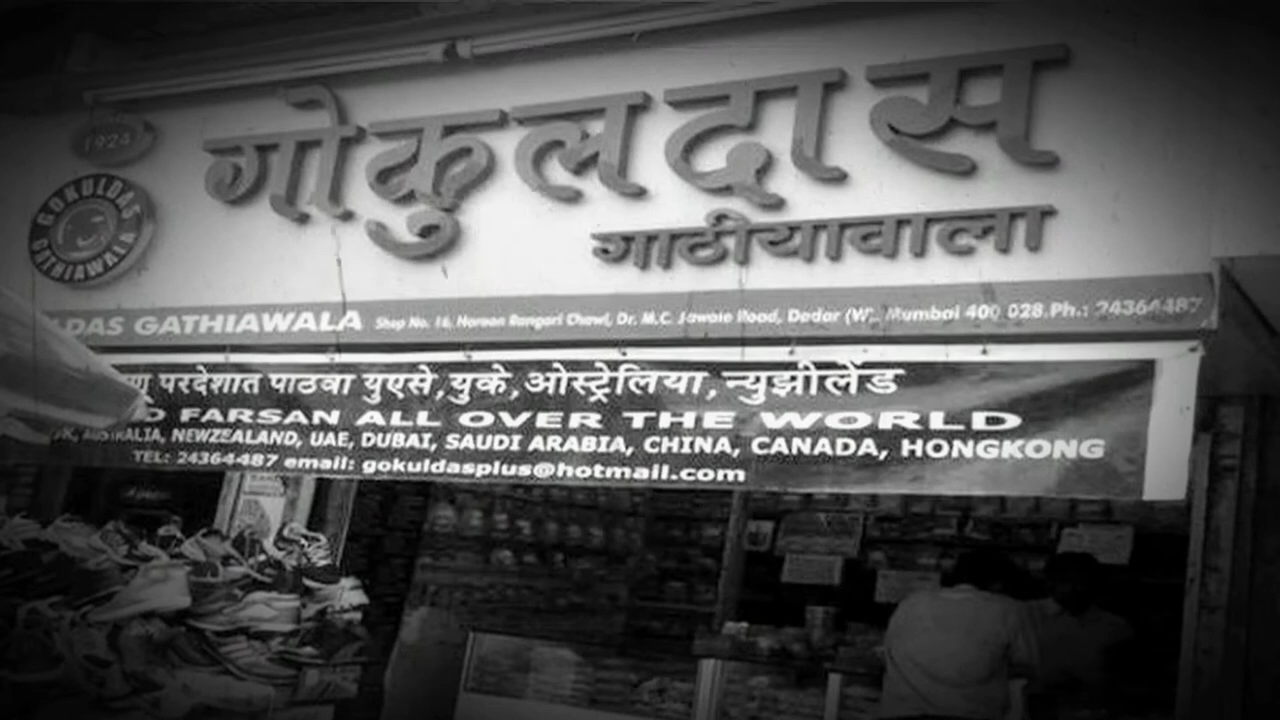 1924
गोकुलदास
GOKULDAS GATHIAWALA
गाठीयावाला
LDAS GATHIAWALA Shop No. 16, Haroon Rangari Chawl, Dr. M.C. Jawale Road, Dadar (W), Mumbai 400 028.Ph.: 24364487
परदेशात पाठवा युएसे,युके,ओस्ट्रेलिया,न्युझीलेंड
D FARSAN ALL OVER THE WORLD
AUSTRALIA, NEWZEALAND, UAE, DUBAI, SAUDI ARABIA, CHINA, CANADA, HONGKONG
TEL: 24364487 email: gokuldasplus@hotmail.com